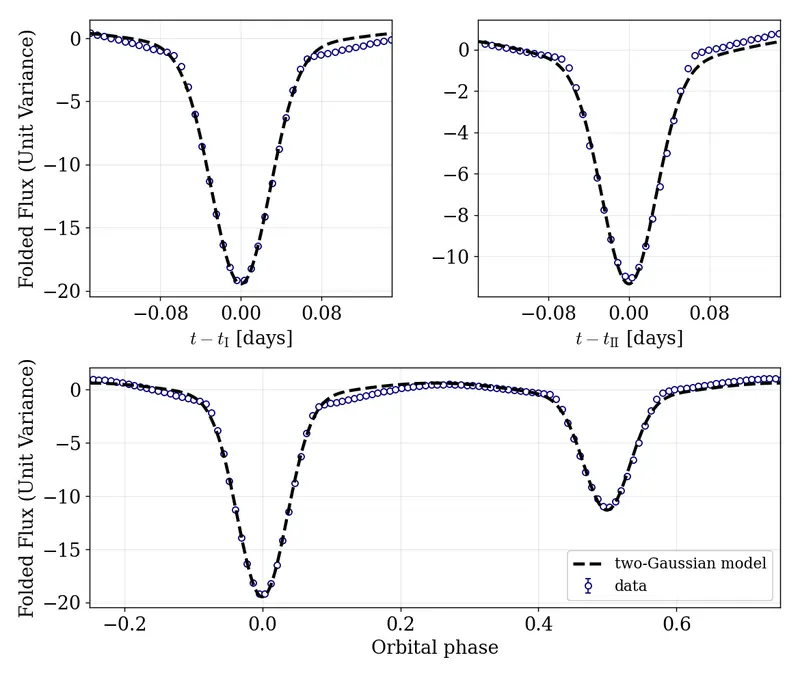 Folded Flux (Unit Variance)
0
−5
−10
−15
−20
−0.08 0.00 0.08
t − tI [days]
0
−2
−4
−6
−8
−10
−0.08 0.00 0.08
t − tII [days]
Folded Flux (Unit Variance)
0
−5
−10
−15
−20
−0.2 0.0 0.2 0.4 0.6
Orbital phase
two-Gaussian model
data